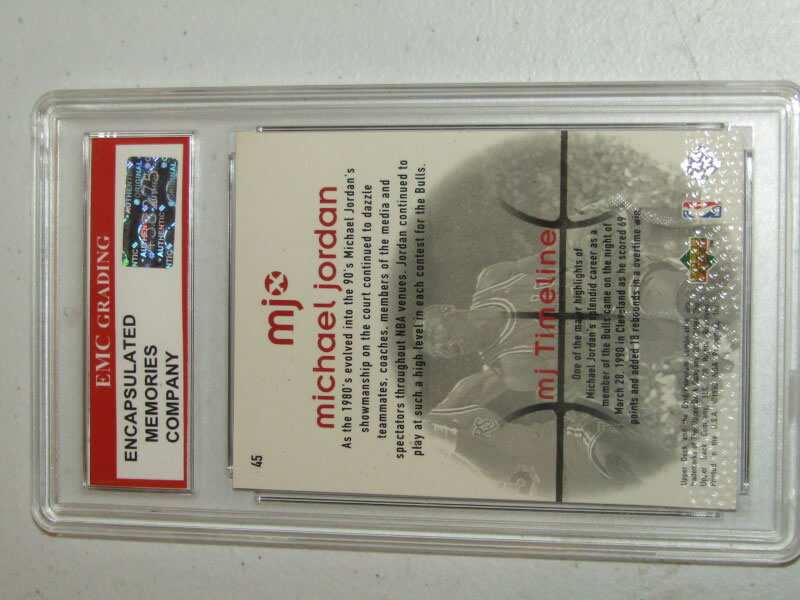 EMC GRADING
ENCAPSULATED
MEMORIES
COMPANY
AUTHENTIC
ORIGINAL
45
mjx
michael jordan
As the 1980's evolved into the 90's Michael Jordan's
showmanship on the court continued to dazzle
teammates, coaches, members of the media and
spectators throughout NBA venues. Jordan continued to
play at such a high level in each contest for the Bulls.
mj Timeline
One of the major highlights of
Michael Jordan's splendid career as a
member of the Bulls came on the night of
March 28, 1990 in Cleveland as he scored 69
points and added 18 rebounds in a overtime win.